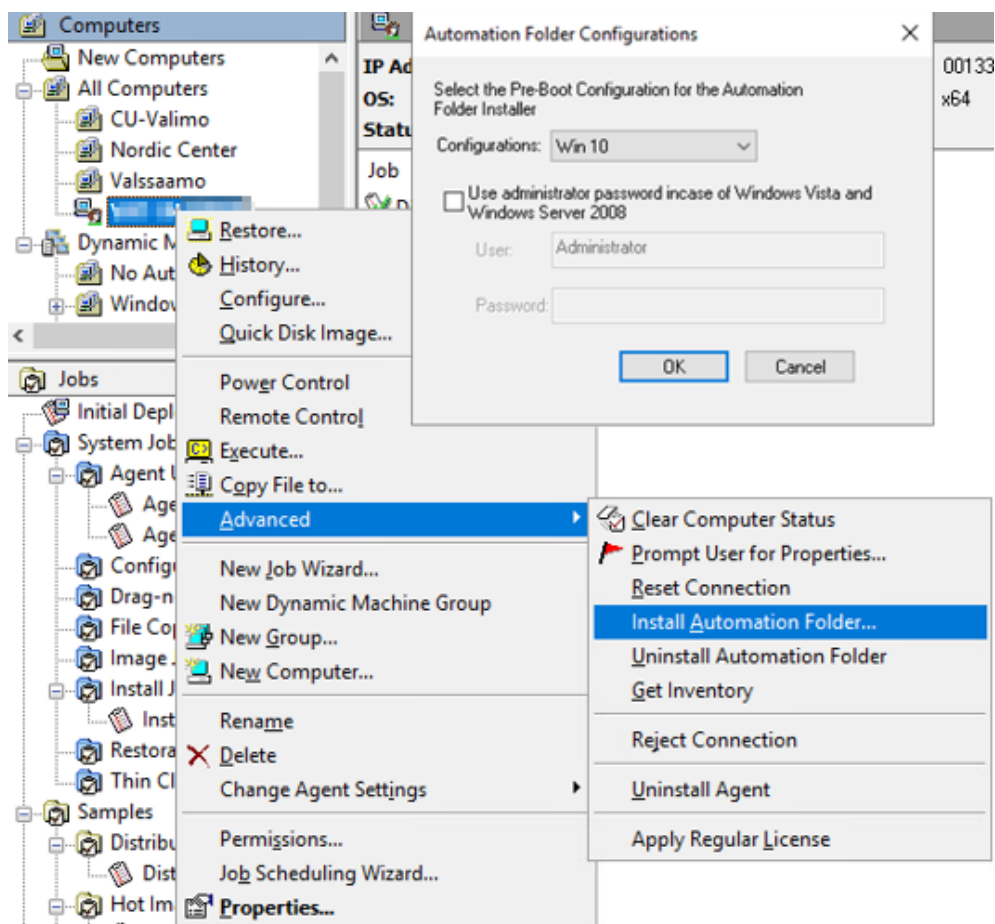 Computers
New Computers
All Computers
CU-Valimo
Nordic Center
Valssaamo
Dynamic M
No Aut
Window
Jobs
Initial Depl
System Job
Agent U
Age
Age
Configu
Drag-n
File Cop
Image J
Install J
Inst
Restora
Thin Cl
Samples
Distribu
Dist
Hot Im
IP Ad
00133
OS:
x64
Statu
Job
Automation Folder Configurations
Select the Pre-Boot Configuration for the Automation
Folder Installer
Configurations: Win 10
Use administrator password incase of Windows Vista and
Windows Server 2008
User: Administrator
Password:
OK Cancel
Restore...
History...
Configure...
Quick Disk Image...
Power Control
Remote Control
Execute...
Copy File to...
Advanced
New Job Wizard...
New Dynamic Machine Group
New Group...
New Computer...
Rename
Delete
Change Agent Settings
Permissions...
Job Scheduling Wizard...
Properties...
Clear Computer Status
Prompt User for Properties...
Reset Connection
Install Automation Folder...
Uninstall Automation Folder
Get Inventory
Reject Connection
Uninstall Agent
Apply Regular License